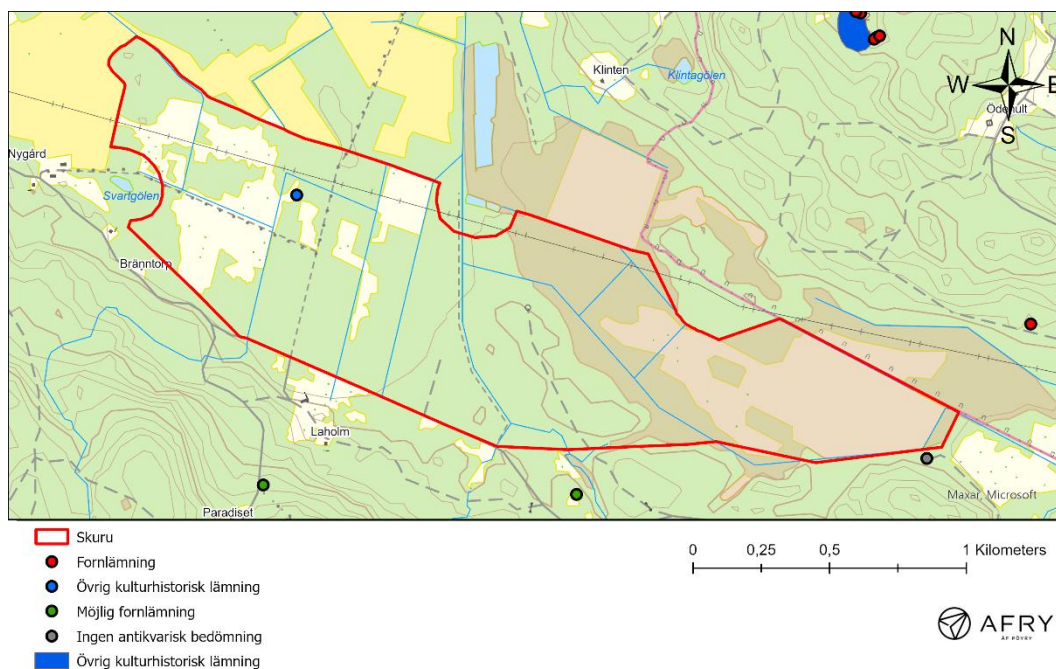 Klinten
Klintagölen
N
W E
S
Ödehult
Nygård
Svartgölen
Bränntorp
Laholm
Paradiset
Maxar, Microsoft
Skuru
Fornlämning
Övrig kulturhistorisk lämning
Möjlig fornlämning
Ingen antikvarisk bedömning
Övrig kulturhistorisk lämning
0 0,25 0,5 1 Kilometers
AFRY
ÅF PÖYRY